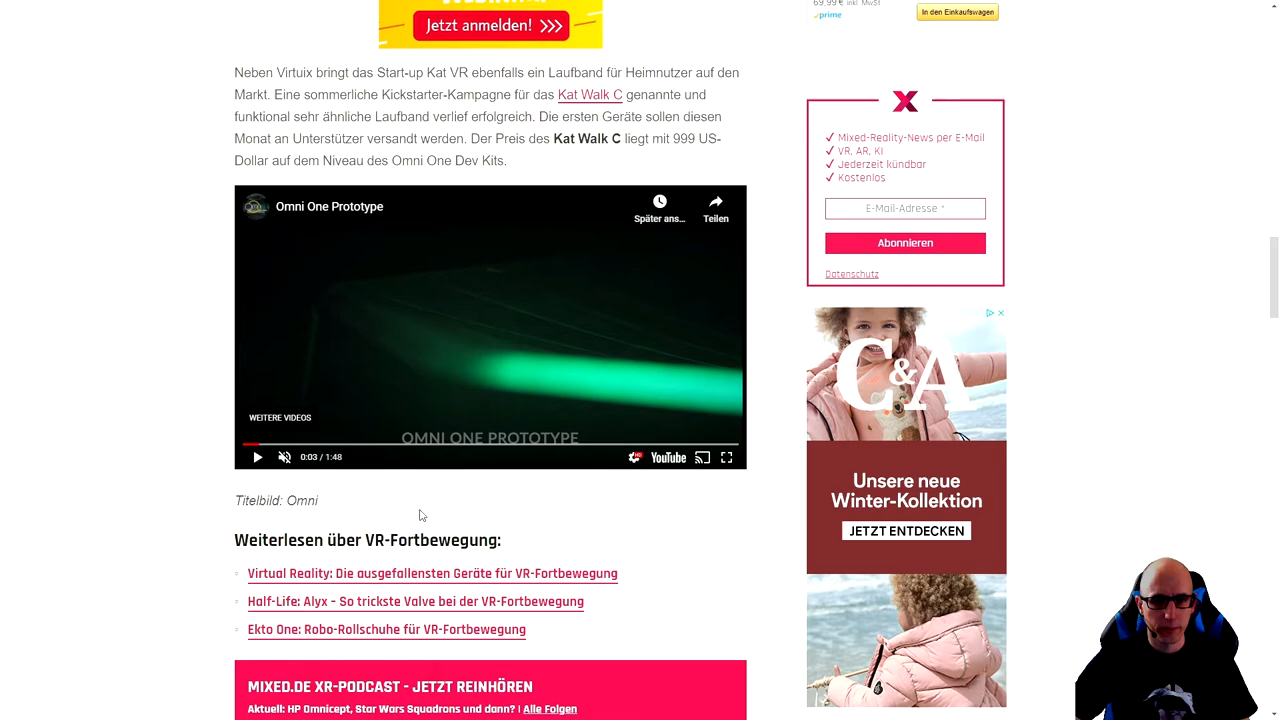 Jetzt anmelden! >>>
69,99 € inkl. MwSt
prime
In den Einkaufswagen
Neben Virtuix bringt das Start-up Kat VR ebenfalls ein Laufband für Heimnutzer auf den
Markt. Eine sommerliche Kickstarter-Kampagne für das Kat Walk C genannte und
funktional sehr ähnliche Laufband verlief erfolgreich. Die ersten Geräte sollen diesen
Monat an Unterstützer versandt werden. Der Preis des Kat Walk C liegt mit 999 US-
Dollar auf dem Niveau des Omni One Dev Kits.
Omni One Prototype
Später ans...
Teilen
WEITERE VIDEOS
OMNI ONE PROTOTYPE
0:03 / 1:48
HD
YouTube
Titelbild: Omni
Weiterlesen über VR-Fortbewegung:
Virtual Reality: Die ausgefallensten Geräte für VR-Fortbewegung
Half-Life: Alyx – So trickste Valve bei der VR-Fortbewegung
Ekto One: Robo-Rollschuhe für VR-Fortbewegung
MIXED.DE XR-PODCAST - JETZT REINHÖREN
Aktuell: HP Omnicept, Star Wars Squadrons und dann? | Alle Folgen
X
✓ Mixed-Reality-News per E-Mail
✓ VR, AR, KI
✓ Jederzeit kündbar
✓ Kostenlos
E-Mail-Adresse *
Abonnieren
Datenschutz
C&A
Unsere neue
Winter-Kollektion
JETZT ENTDECKEN